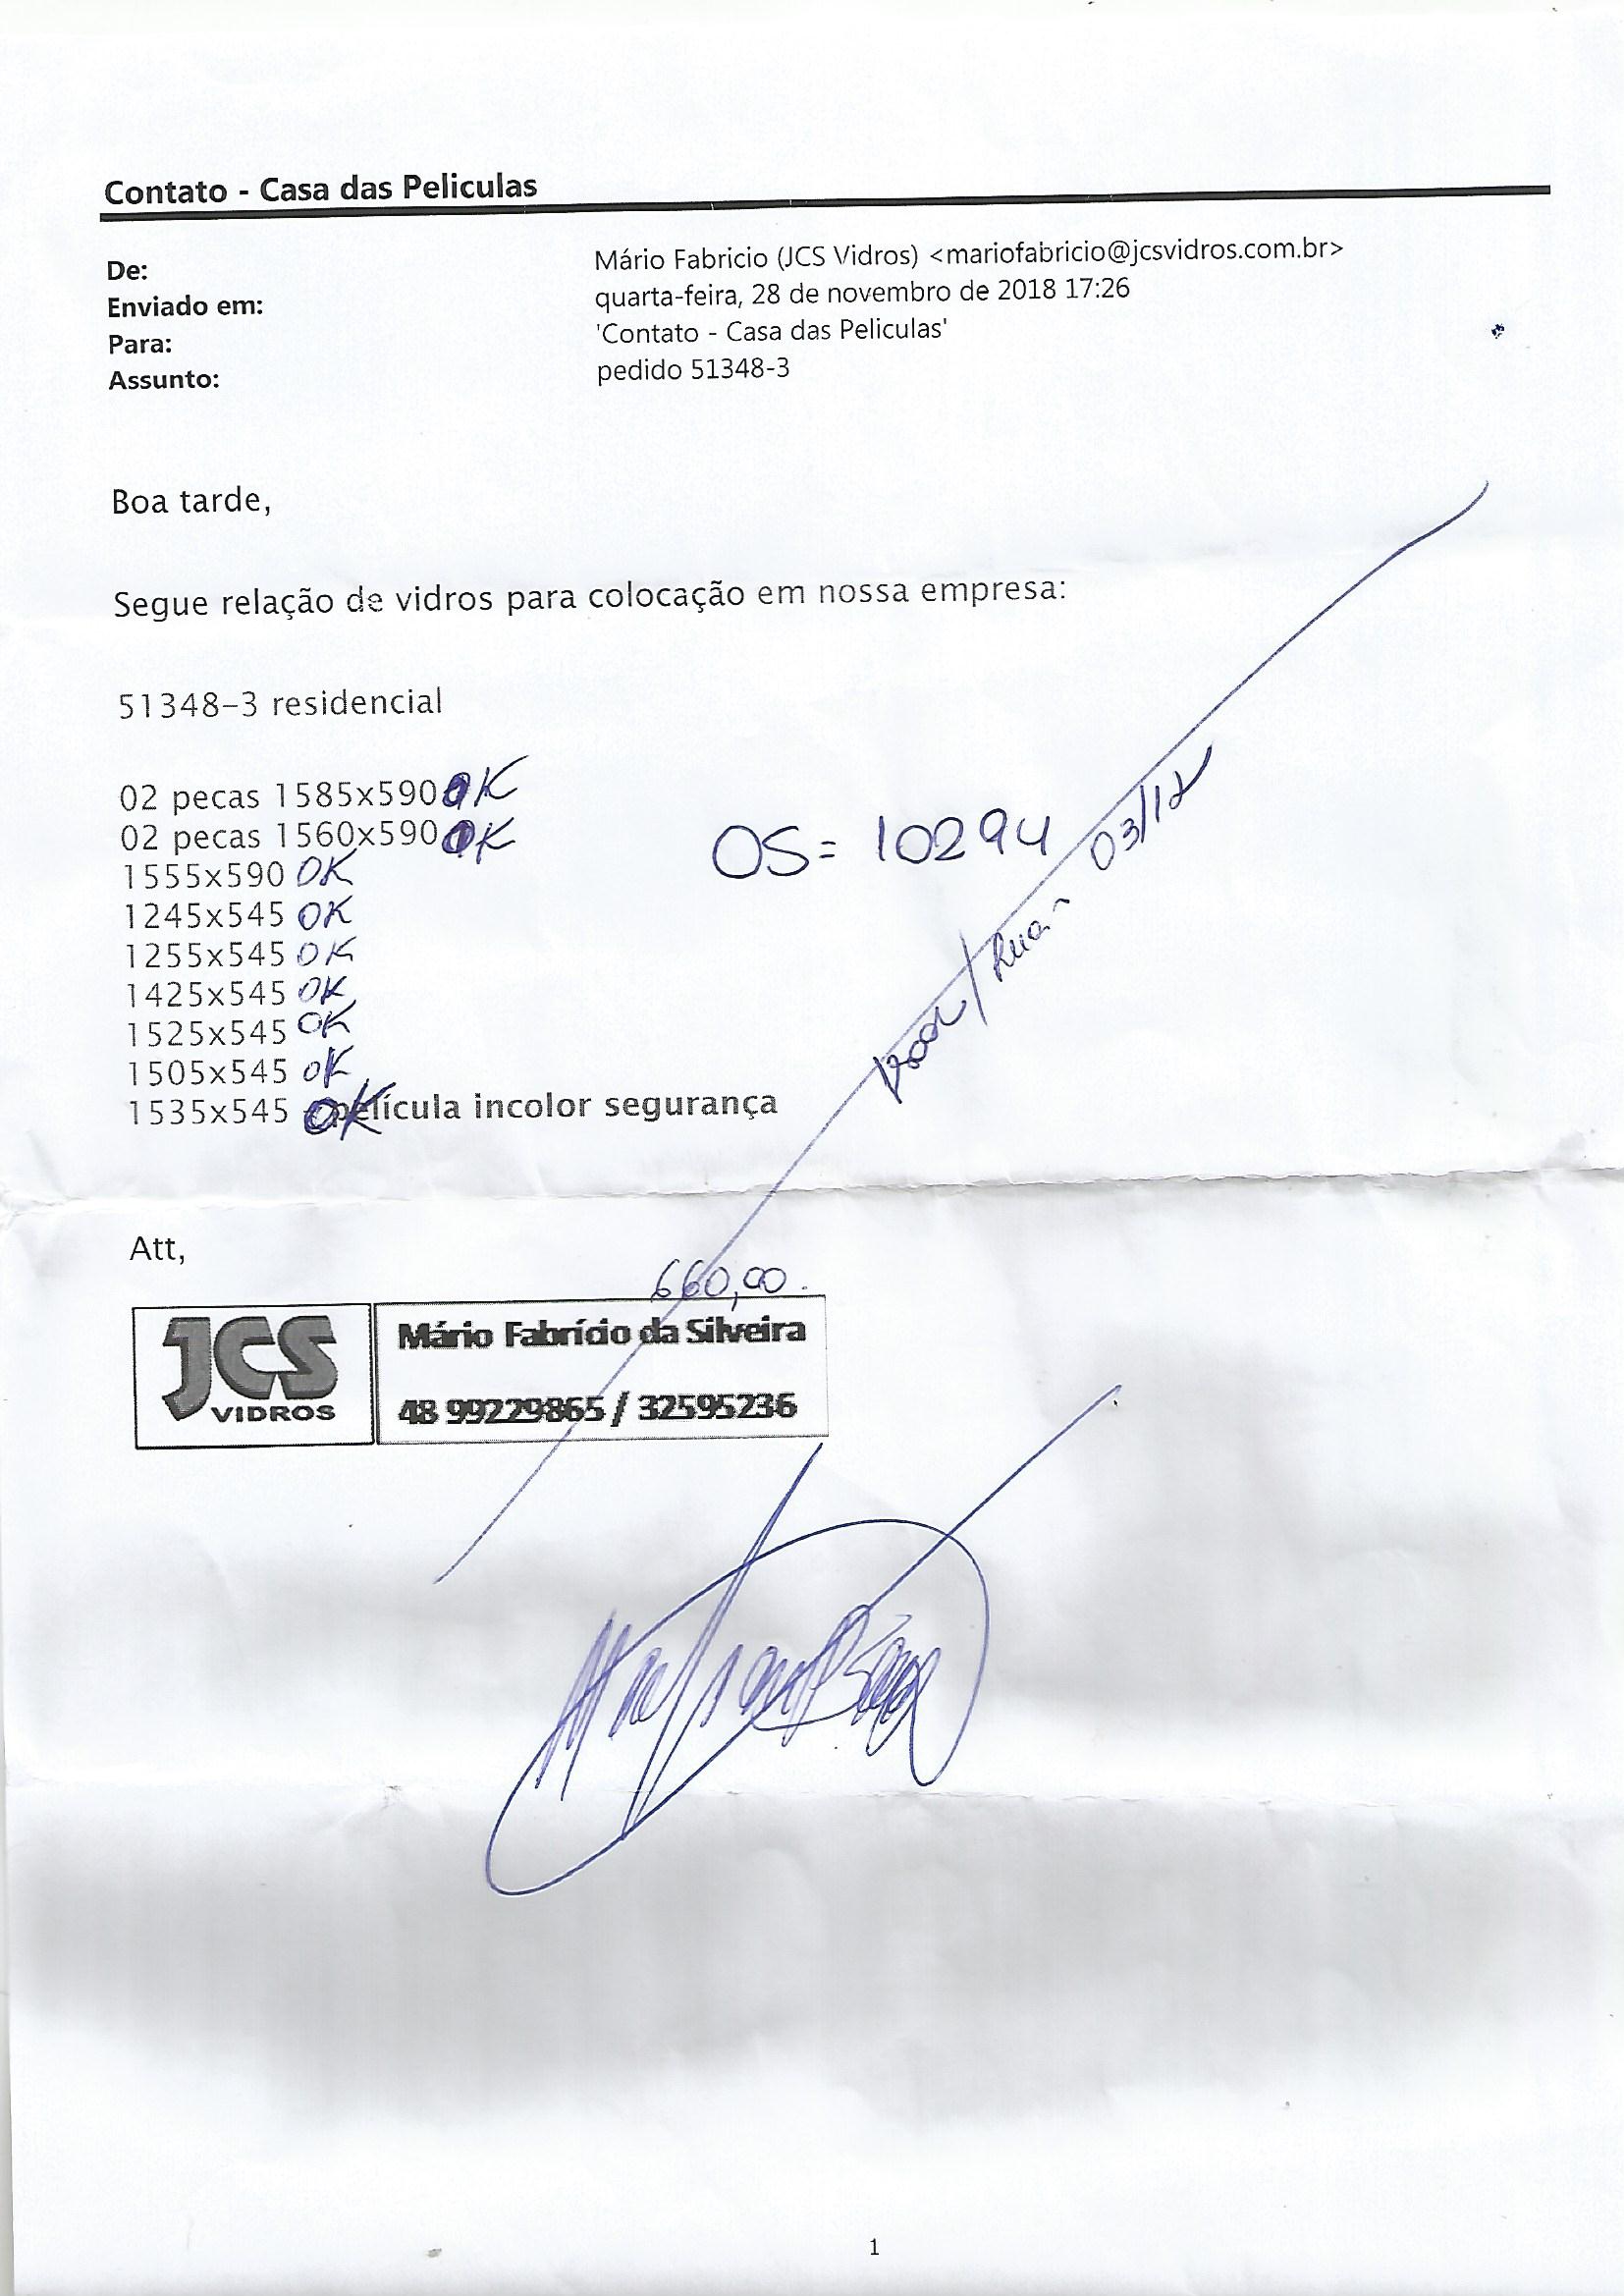 Contato - Casa das Peliculas
De: Mário Fabricio (JCS Vidros) <mariofabricio@jcsvidros.com.br>
Enviado em: quarta-feira, 28 de novembro de 2018 17:26
Para: 'Contato - Casa das Peliculas'
Assunto: pedido 51348-3
Boa tarde,
Segue relação de vidros para colocação em nossa empresa:
51348-3 residencial
02 pecas 1585x590 OK
02 pecas 1560x590 OK
OS= 10294
03/12
1555x590 OK
1245x545 OK
1255x545 OK
1425x545 OK
1525x545 OK
1505x545 OK
1535x545 OK película incolor segurança
Att,
660,00
JCS
VIDROS
Mário Fabrício da Silveira
48 99229865 / 32595236
1